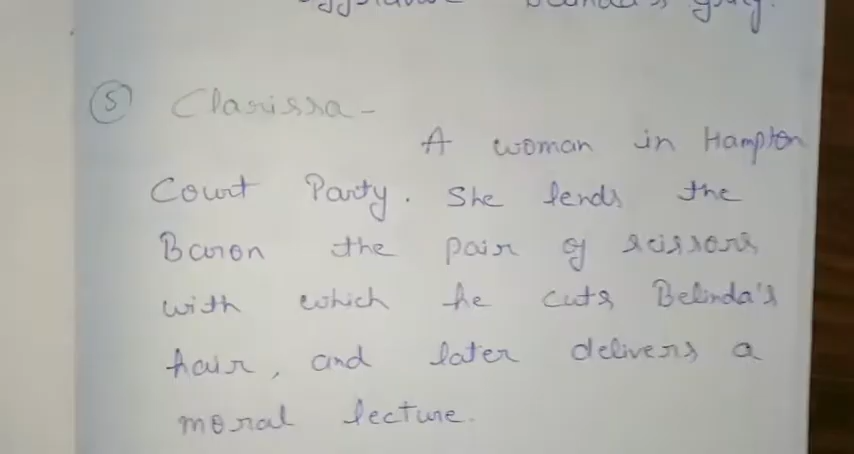 Belinda's
(5) Clarissa -
A woman in Hampton
Court Party. She lends the
Baron the pair of scissors
with which he cuts Belinda's
hair, and later delivers a
moral lecture.